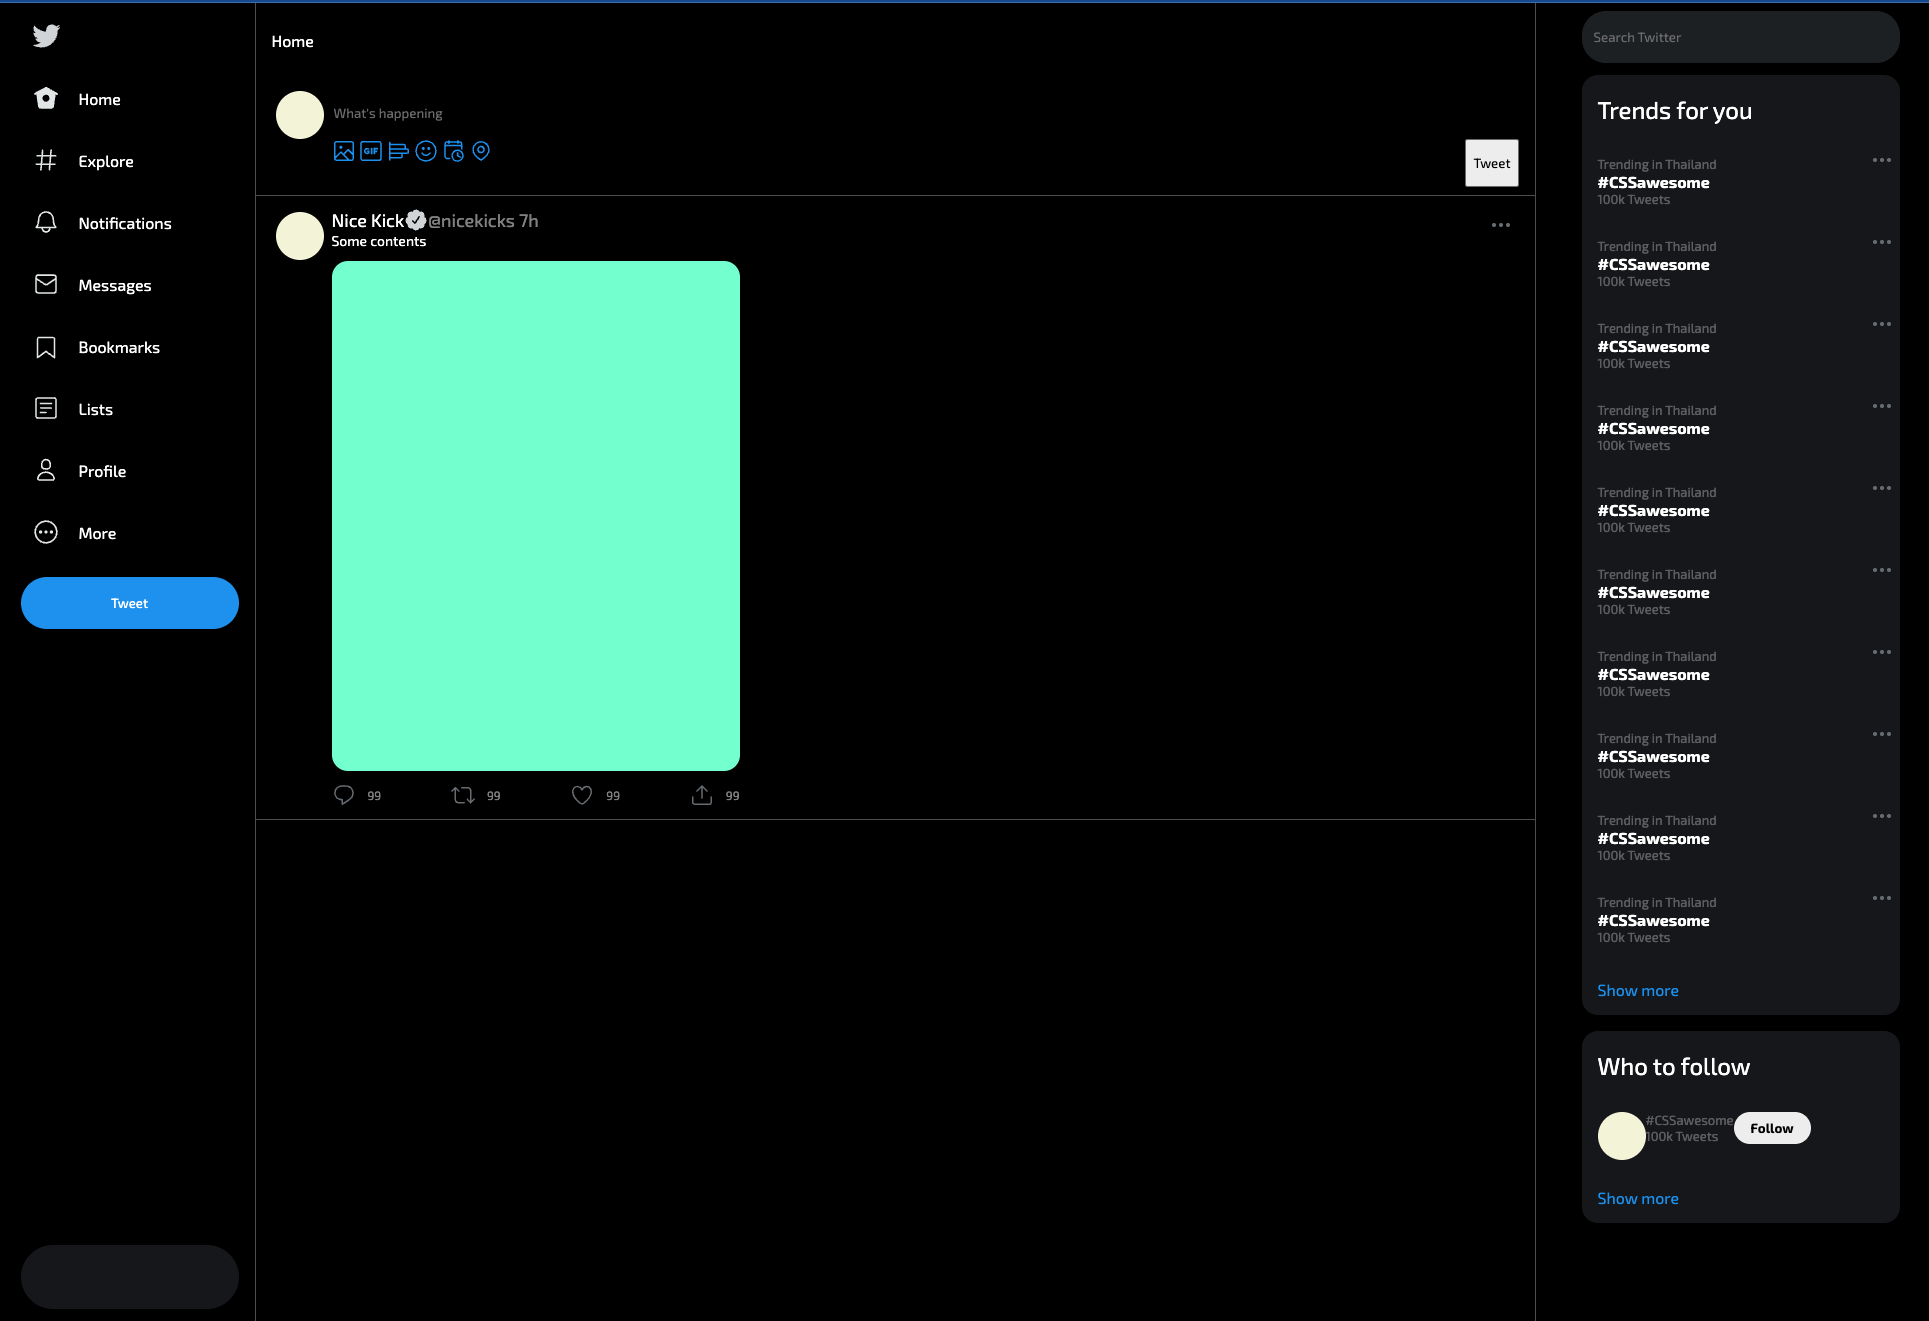 Home
Explore
Notifications
Messages
Bookmarks
Lists
Profile
More
Tweet
Home
What's happening
GIF
Tweet
Nice Kick @nicekicks 7h
Some contents
99 99 99 99
Search Twitter
Trends for you
Trending in Thailand
#CSSawesome
100k Tweets
Trending in Thailand
#CSSawesome
100k Tweets
Trending in Thailand
#CSSawesome
100k Tweets
Trending in Thailand
#CSSawesome
100k Tweets
Trending in Thailand
#CSSawesome
100k Tweets
Trending in Thailand
#CSSawesome
100k Tweets
Trending in Thailand
#CSSawesome
100k Tweets
Trending in Thailand
#CSSawesome
100k Tweets
Trending in Thailand
#CSSawesome
100k Tweets
Trending in Thailand
#CSSawesome
100k Tweets
Show more
Who to follow
#CSSawesome
100k Tweets
Follow
Show more